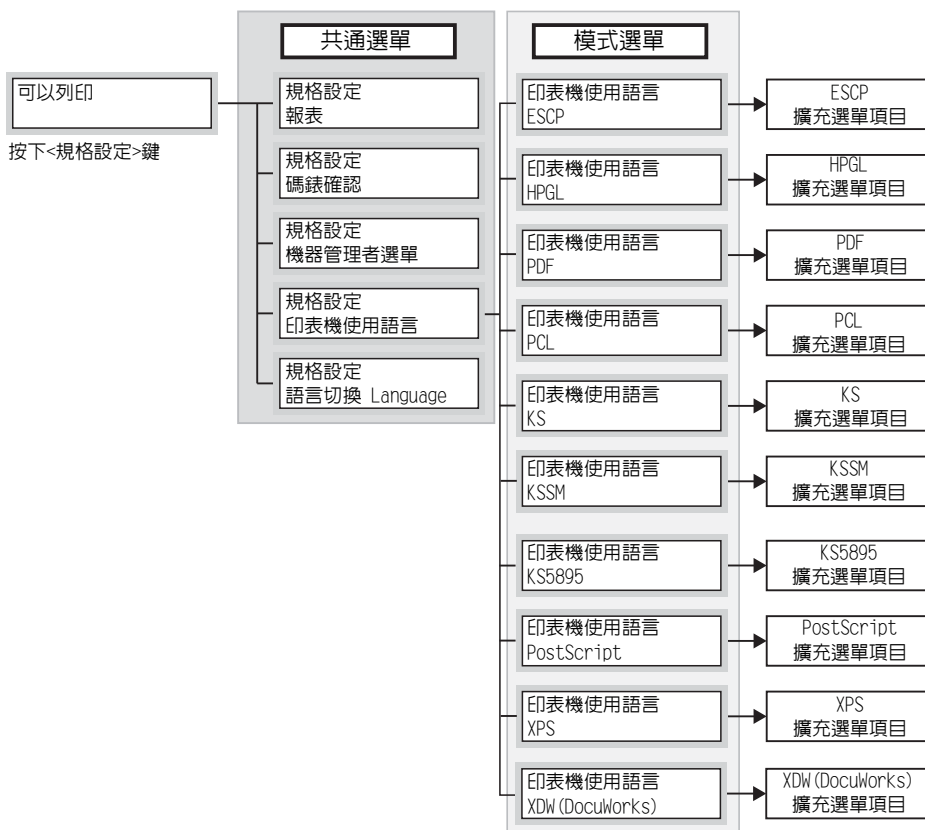 共通選單
模式選單
可以列印
按下<規格設定>鍵
規格設定
報表
規格設定
碼錶確認
規格設定
機器管理者選單
規格設定
印表機使用語言
規格設定
語言切換 Language
印表機使用語言
ESCP
印表機使用語言
HPGL
印表機使用語言
PDF
印表機使用語言
PCL
印表機使用語言
KS
印表機使用語言
KSSM
印表機使用語言
KS5895
印表機使用語言
PostScript
印表機使用語言
XPS
印表機使用語言
XDW(DocuWorks)
ESCP
擴充選單項目
HPGL
擴充選單項目
PDF
擴充選單項目
PCL
擴充選單項目
KS
擴充選單項目
KSSM
擴充選單項目
KS5895
擴充選單項目
PostScript
擴充選單項目
XPS
擴充選單項目
XDW(DocuWorks)
擴充選單項目